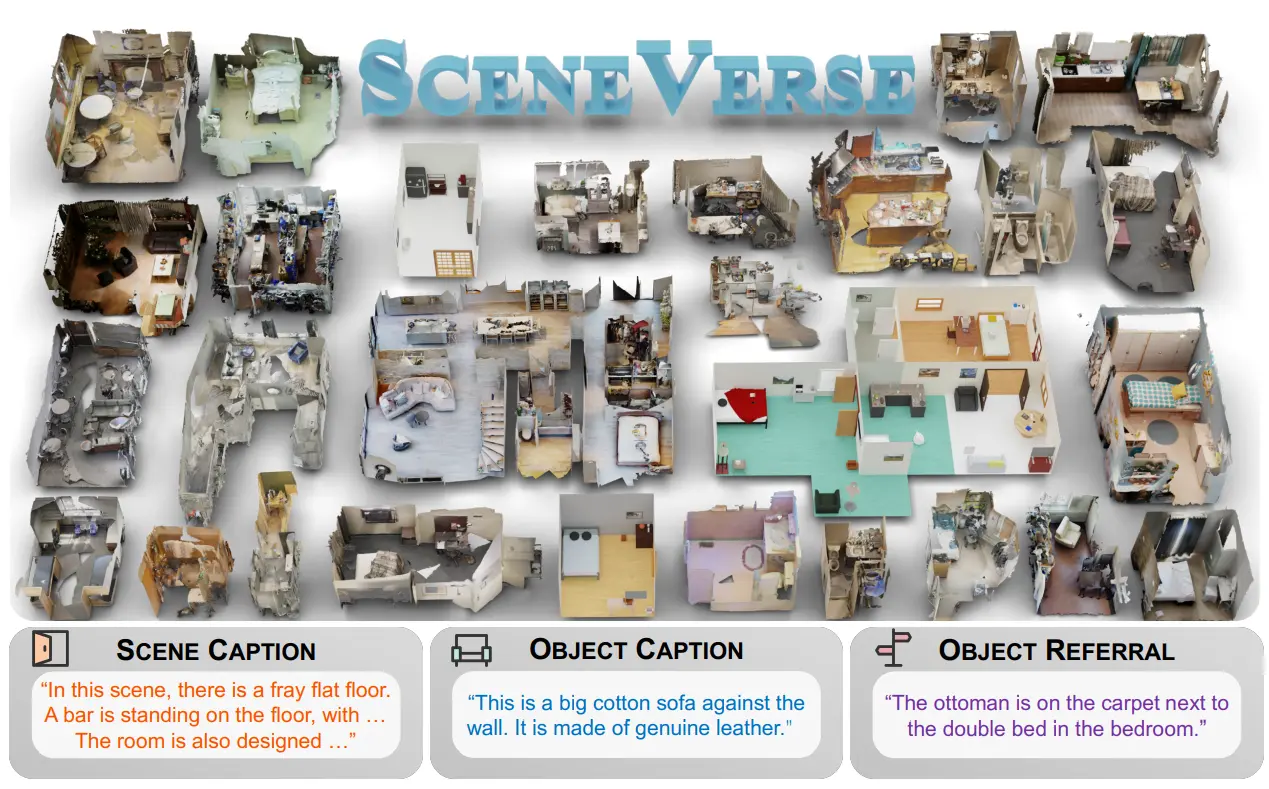 SCENEVERSE
SCENE CAPTION
“In this scene, there is a fray flat floor.
A bar is standing on the floor, with …
The room is also designed …”
OBJECT CAPTION
“This is a big cotton sofa against the
wall. It is made of genuine leather."
OBJECT REFERRAL
“The ottoman is on the carpet next to
the double bed in the bedroom.”